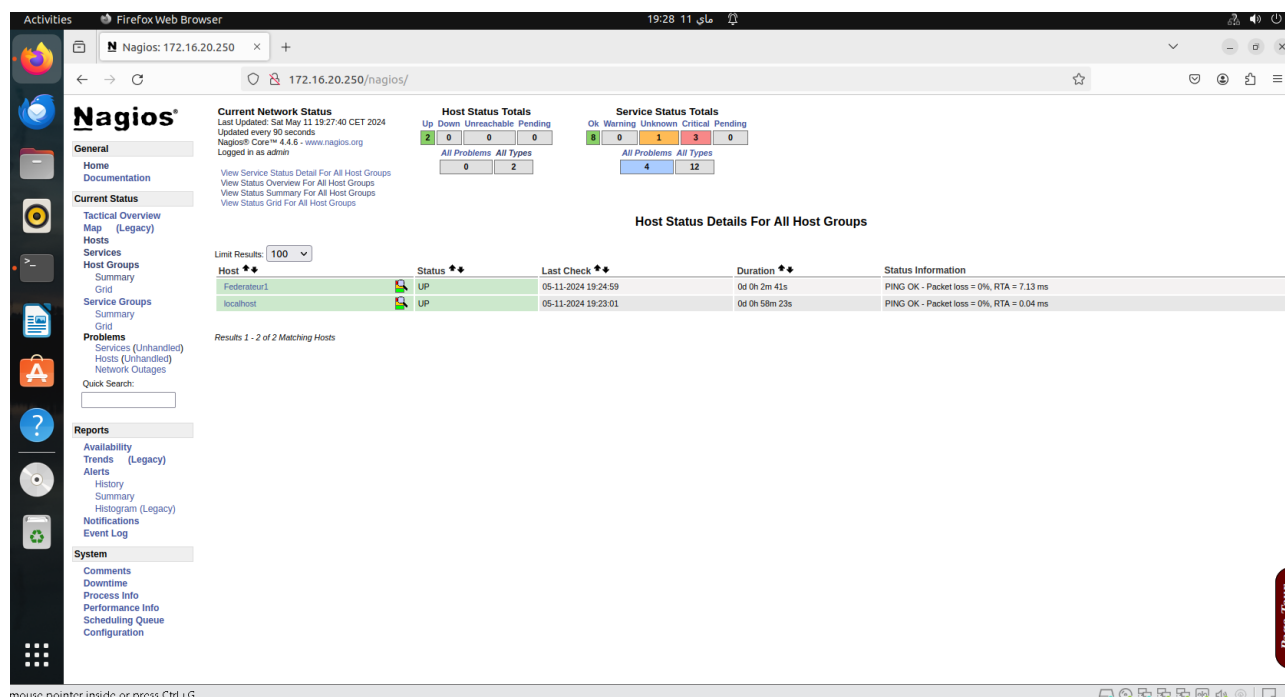 Activities Firefox Web Browser 19:28 11 ماي
N Nagios: 172.16.20.250 × +
172.16.20.250/nagios/
Nagios®
General
Home
Documentation
Current Status
Tactical Overview
Map (Legacy)
Hosts
Services
Host Groups
Summary
Grid
Service Groups
Summary
Grid
Problems
Services (Unhandled)
Hosts (Unhandled)
Network Outages
Quick Search:
Reports
Availability
Trends (Legacy)
Alerts
History
Summary
Histogram (Legacy)
Notifications
Event Log
System
Comments
Downtime
Process Info
Performance Info
Scheduling Queue
Configuration
Current Network Status
Last Updated: Sat May 11 19:27:40 CET 2024
Updated every 90 seconds
Nagios® Core™ 4.4.6 - www.nagios.org
Logged in as admin
View Service Status Detail For All Host Groups
View Status Overview For All Host Groups
View Status Summary For All Host Groups
View Status Grid For All Host Groups
Host Status Totals
Up Down Unreachable Pending
2 0 0 0
All Problems All Types
0 2
Service Status Totals
Ok Warning Unknown Critical Pending
8 0 1 3 0
All Problems All Types
4 12
Host Status Details For All Host Groups
Limit Results: 100
Host Status Last Check Duration Status Information
Federateur1 UP 05-11-2024 19:24:59 0d 0h 2m 41s PING OK - Packet loss = 0%, RTA = 7.13 ms
localhost UP 05-11-2024 19:23:01 0d 0h 58m 23s PING OK - Packet loss = 0%, RTA = 0.04 ms
Results 1 - 2 of 2 Matching Hosts
mouse pointer inside or press Ctrl+G